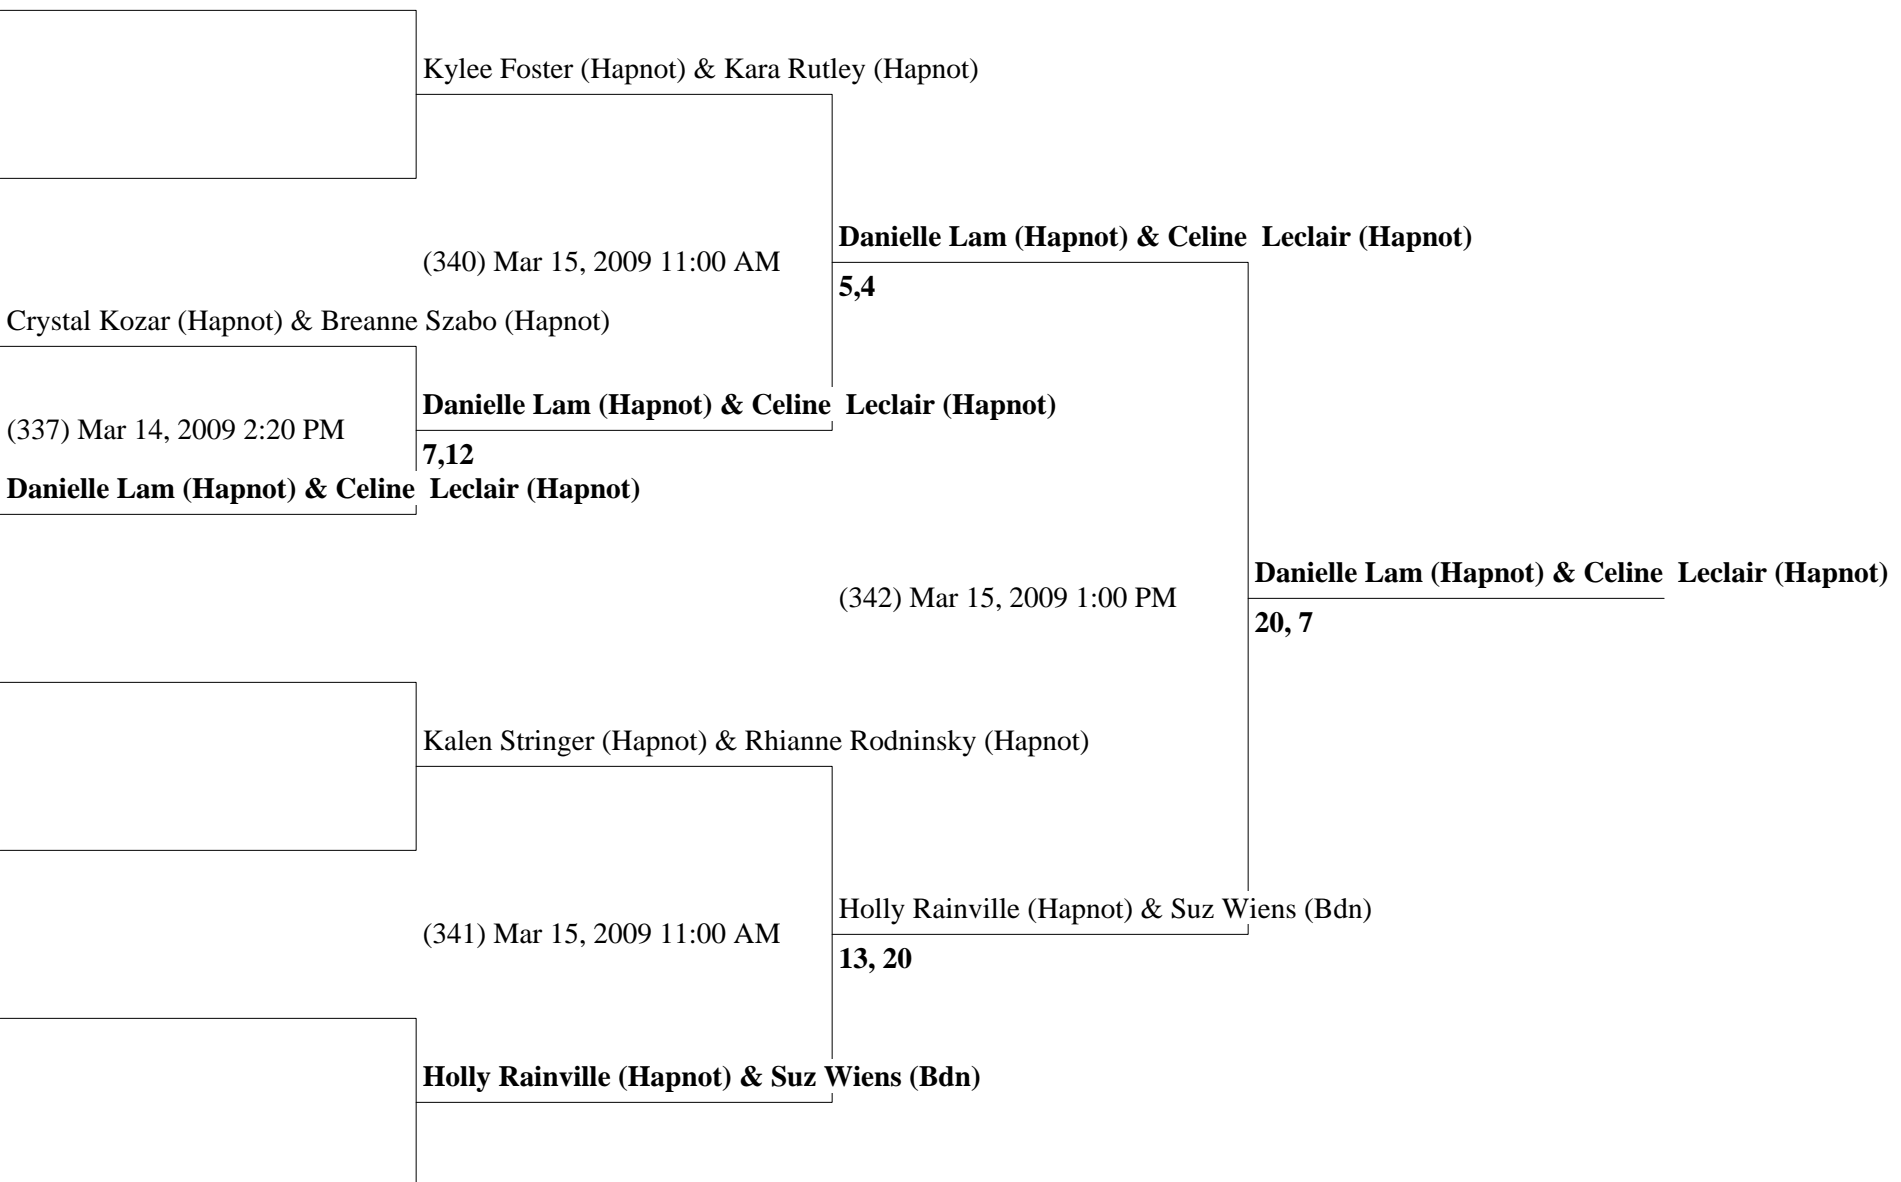 Kylee Foster (Hapnot) & Kara Rutley (Hapnot)
Danielle Lam (Hapnot) & Celine  Leclair (Hapnot)
(340) Mar 15, 2009 11:00 AM
5,4
Crystal Kozar (Hapnot) & Breanne Szabo (Hapnot)
Danielle Lam (Hapnot) & Celine  Leclair (Hapnot)
(337) Mar 14, 2009 2:20 PM
7,12
Danielle Lam (Hapnot) & Celine  Leclair (Hapnot)
Danielle Lam (Hapnot) & Celine  Leclair (Hapnot)
(342) Mar 15, 2009 1:00 PM
20, 7
Kalen Stringer (Hapnot) & Rhianne Rodninsky (Hapnot)
Holly Rainville (Hapnot) & Suz Wiens (Bdn)
(341) Mar 15, 2009 11:00 AM
13, 20
Holly Rainville (Hapnot) & Suz Wiens (Bdn)